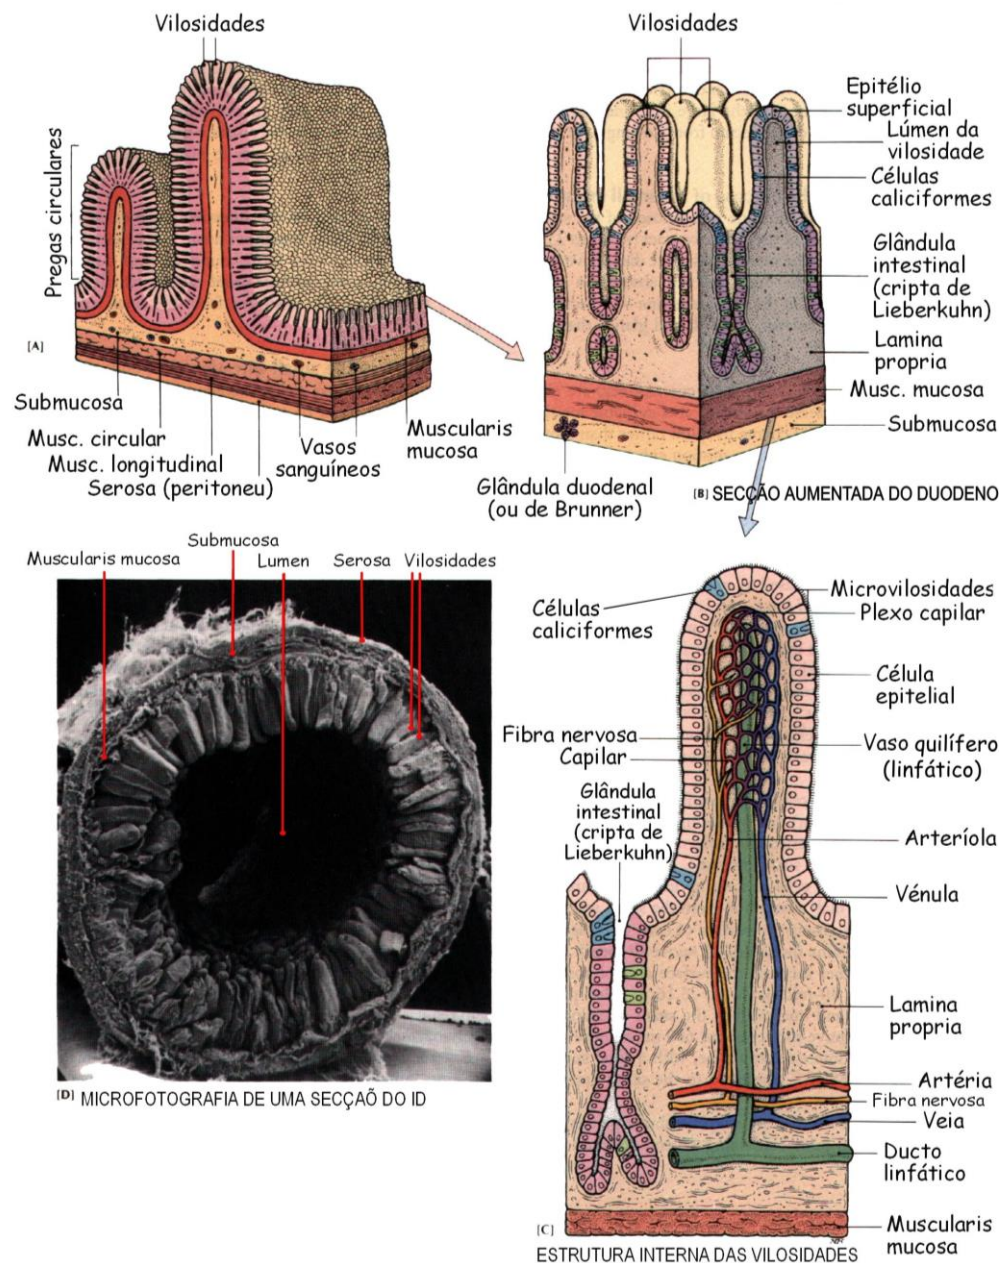 Vilosidades
Pregas circulares
[A]
Submucosa
Musc. circular
Musc. longitudinal
Serosa (peritoneu)
Vasos
sanguíneos
Muscularis
mucosa
Vilosidades
Epitélio
superficial
Lúmen da
vilosidade
Células
caliciformes
Glândula
intestinal
(cripta de
Lieberkuhn)
Lamina
propria
Musc. mucosa
Submucosa
Glândula duodenal
(ou de Brunner)
[B] SECÇÃO AUMENTADA DO DUODENO
Muscularis mucosa
Submucosa
Lumen
Serosa
Vilosidades
[D] MICROFOTOGRAFIA DE UMA SECÇAÕ DO ID
Células
caliciformes
Microvilosidades
Plexo capilar
Célula
epitelial
Fibra nervosa
Capilar
Vaso quilífero
(linfático)
Glândula
intestinal
(cripta de
Lieberkuhn)
Arteríola
Vénula
Lamina
propria
Artéria
Fibra nervosa
Veia
Ducto
linfático
Muscularis
mucosa
[C]
ESTRUTURA INTERNA DAS VILOSIDADES